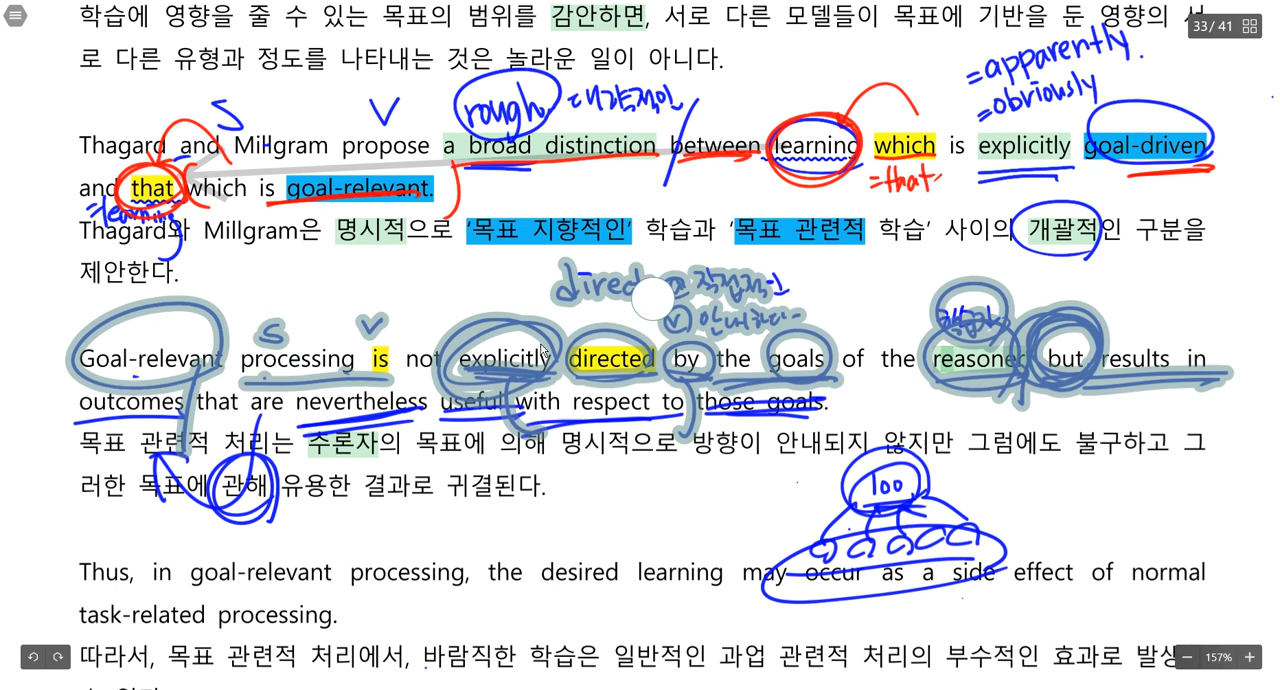 학습에 영향을 줄 수 있는 목표의 범위를 감안하면, 서로 다른 모델들이 목표에 기반을 둔 영향의 서
33 / 41
로 다른 유형과 정도를 나타내는 것은 놀라운 일이 아니다.
=apparently.
=obviously
S V rough =대략적인
Thagard and Millgram propose a broad distinction between learning which is explicitly goal-driven
and that which is goal-relevant.
=that
=learning
Thagard와 Millgram은 명시적으로 '목표 지향적인' 학습과 '목표 관련적 학습' 사이의 개괄적인 구분을
제안한다.
직접적인
S V ⓥ 안내하다
Goal-relevant processing is not explicitly directed by the goals of the reasoner but results in
outcomes that are nevertheless useful with respect to those goals.
목표 관련적 처리는 추론자의 목표에 의해 명시적으로 방향이 안내되지 않지만 그럼에도 불구하고 그
러한 목표에 관해 유용한 결과로 귀결된다.
100
Thus, in goal-relevant processing, the desired learning may occur as a side effect of normal
task-related processing.
따라서, 목표 관련적 처리에서, 바람직한 학습은 일반적인 과업 관련적 처리의 부수적인 효과로 발생
157%